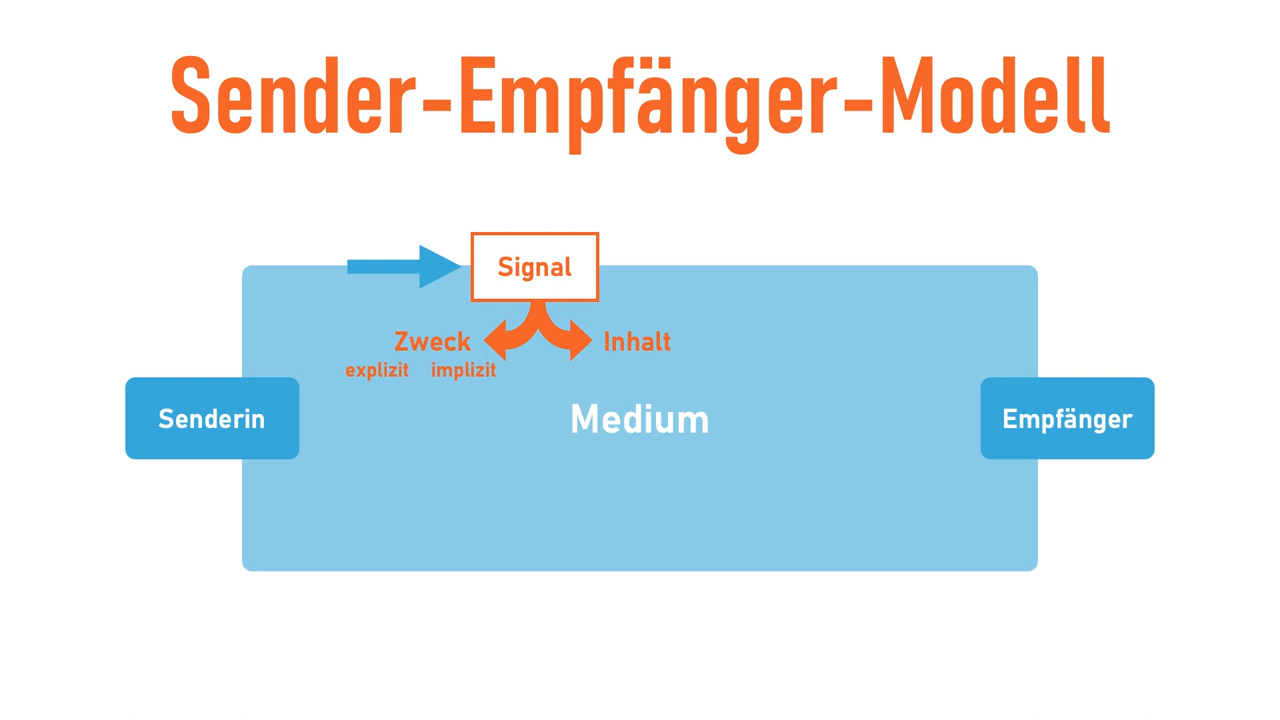 Sender-Empfänger-Modell
Signal
Zweck
Inhalt
explizit implizit
Senderin
Medium
Empfänger